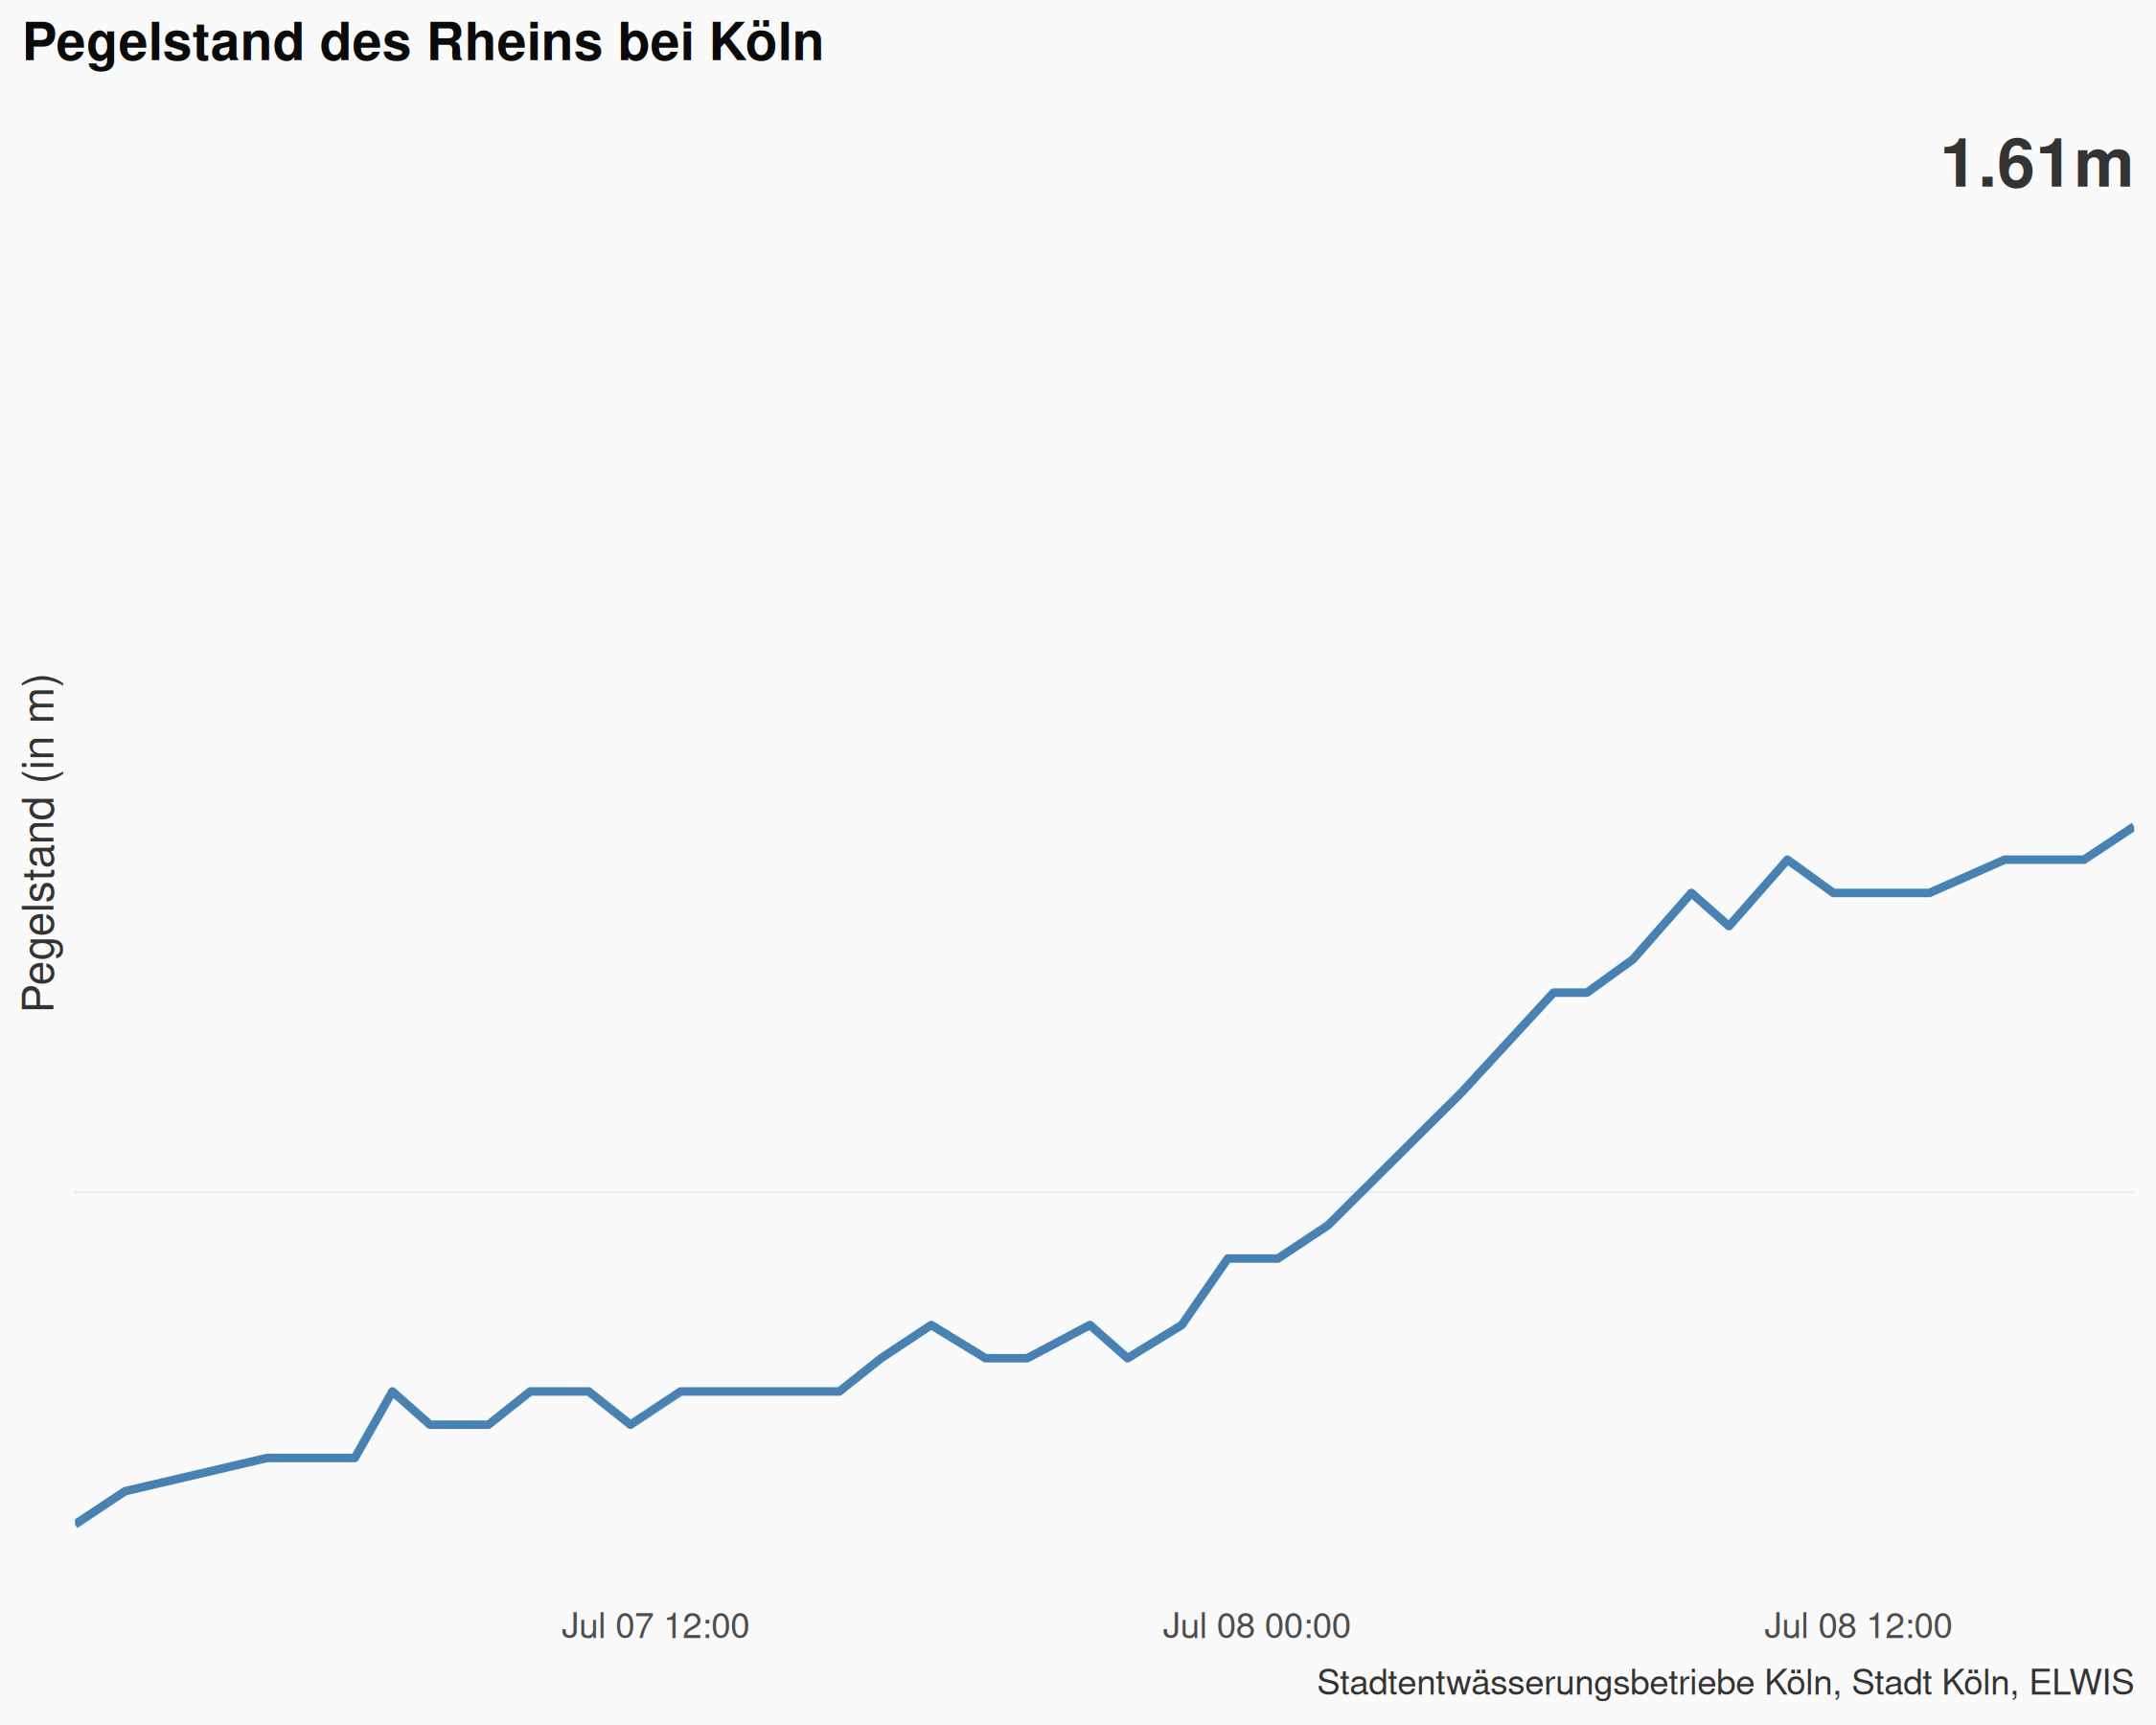 Pegelstand des Rheins bei Köln
1.61m
Pegelstand (in m)
Jul 07 12:00
Jul 08 00:00
Jul 08 12:00
Stadtentwässerungsbetriebe Köln, Stadt Köln, ELWIS